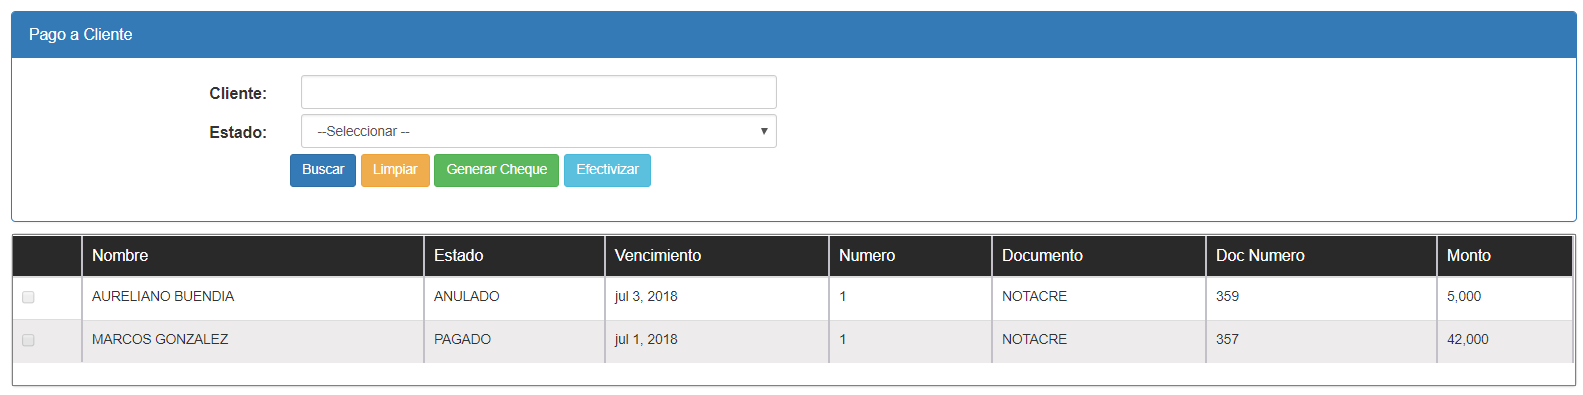 Pago a Cliente
Cliente:
Estado: --Seleccionar --
Buscar Limpiar Generar Cheque Efectivizar
Nombre Estado Vencimiento Numero Documento Doc Numero Monto
AURELIANO BUENDIA ANULADO jul 3, 2018 1 NOTACRE 359 5,000
MARCOS GONZALEZ PAGADO jul 1, 2018 1 NOTACRE 357 42,000